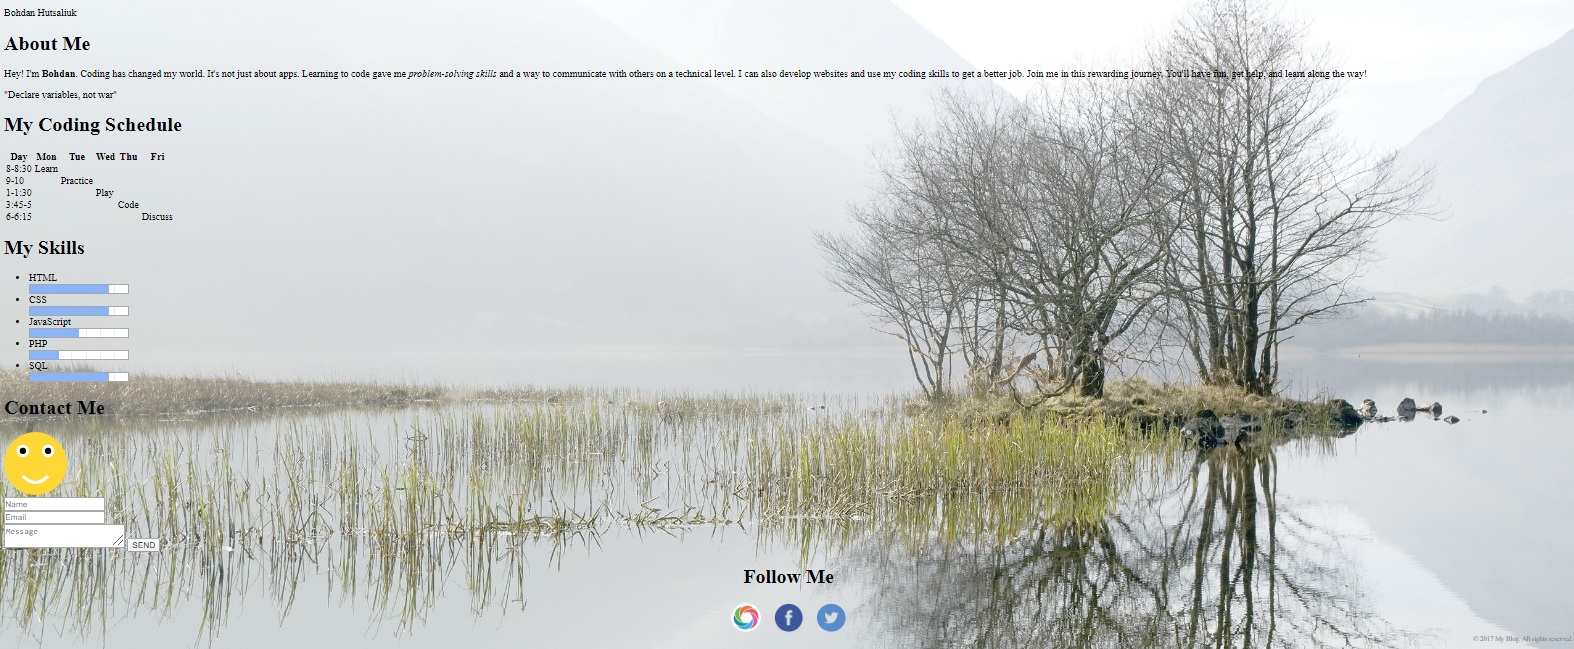 Bohdan Hutsaliuk
About Me
Hey! I'm Bohdan. Coding has changed my world. It's not just about apps. Learning to code gave me problem-solving skills and a way to communicate with others on a technical level. I can also develop websites and use my coding skills to get a better job. Join me in this rewarding journey. You'll have fun, get help, and learn along the way!
"Declare variables, not war"
My Coding Schedule
Day Mon Tue Wed Thu Fri
8-8:30 Learn
9-10 Practice
1-1:30 Play
3:45-5 Code
6-6:15 Discuss
My Skills
HTML
CSS
JavaScript
PHP
SQL
Contact Me
Name
Email
Message
SEND
Follow Me
© 2017 My Blog. All rights reserved.